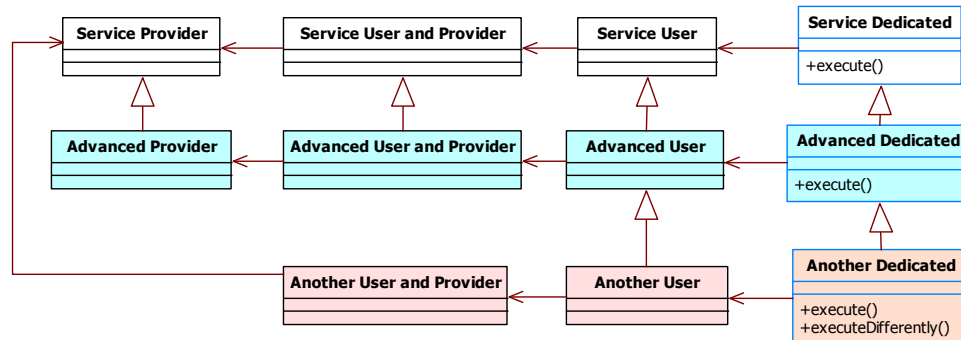 Service Provider
Service User and Provider
Service User
Service Dedicated
+execute()
Advanced Provider
Advanced User and Provider
Advanced User
Advanced Dedicated
+execute()
Another User and Provider
Another User
Another Dedicated
+execute()
+executeDifferently()